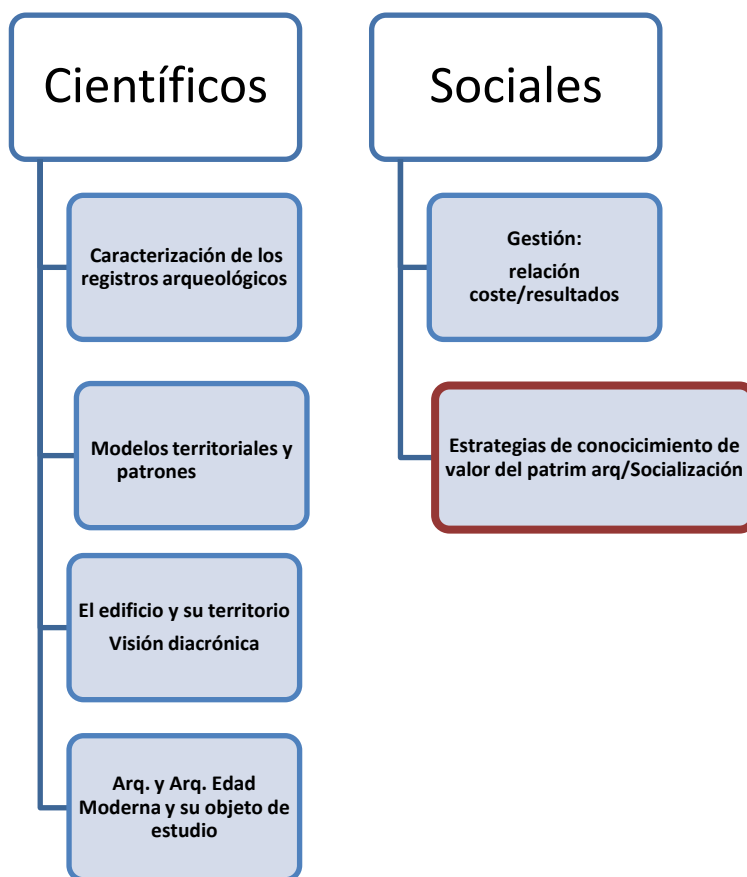 Científicos
Caracterización de los
registros arqueológicos
Modelos territoriales y
patrones
El edificio y su territorio
Visión diacrónica
Arq. y Arq. Edad
Moderna y su objeto de
estudio
Sociales
Gestión:
relación
coste/resultados
Estrategias de conocicimiento de
valor del patrim arq/Socialización